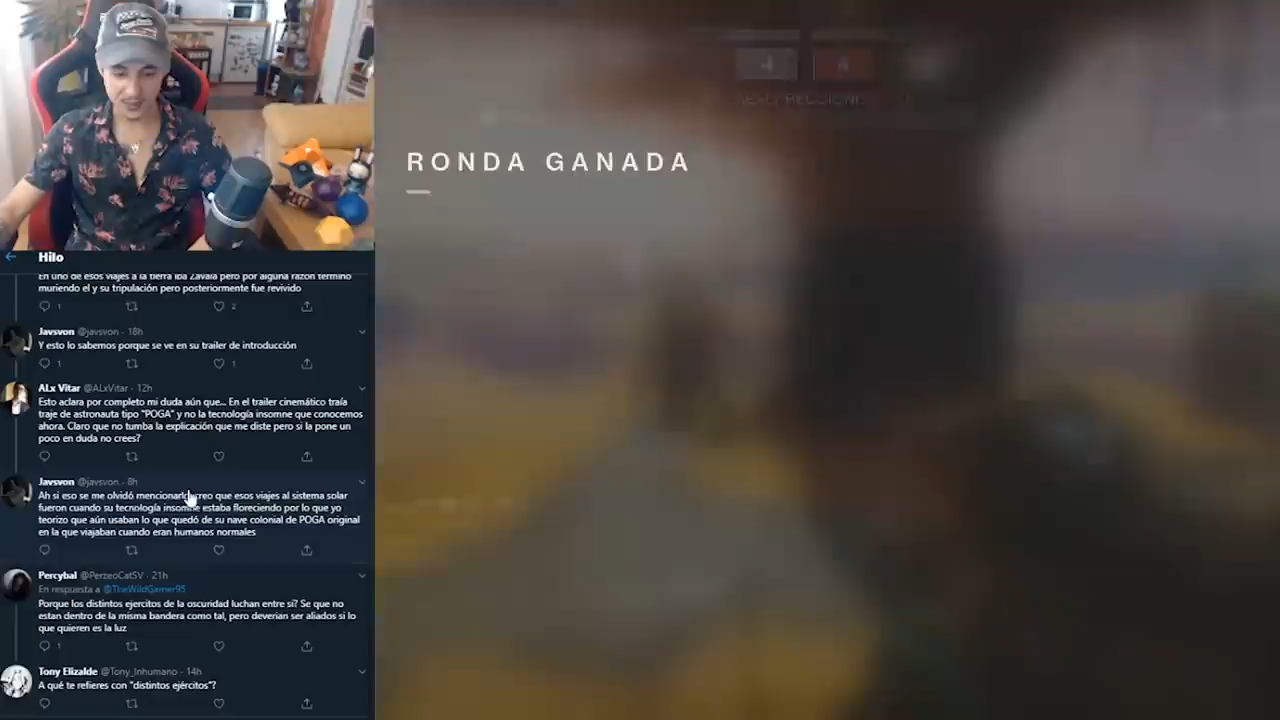 RONDA GANADA
Hilo
En uno de esos viajes a la tierra iba Zavala pero por alguna razón terminó
muriendo el y su tripulación pero posteriormente fue revivido
1
2
Javsvon @javsvon · 18h
Y esto lo sabemos porque se ve en su trailer de introducción
1
1
ALx Vitar @ALxVitar · 12h
Esto aclara por completo mi duda aún que... En el trailer cinemático traía
traje de astronauta tipo "POGA" y no la tecnología insomne que conocemos
ahora. Claro que no tumba la explicación que me diste pero si la pone un
poco en duda no crees?
Javsvon @javsvon · 8h
Ah si eso se me olvidó creo que esos viajes al sistema solar
fueron cuando su tecnología insomne estaba floreciendo por lo que yo
teorizo que aún usaban lo que quedó de su nave colonial de POGA original
en la que viajaban cuando eran humanos normales
Percybal @PerzeoCatSV · 21h
En respuesta a @TheWildGamer95
Porque los distintos ejercitos de la oscuridad luchan entre si? Se que no
estan dentro de la misma bandera como tal, pero deverian ser aliados si lo
que quieren es la luz
1
Tony Elizalde @Tony_Inhumano · 14h
A qué te refieres con "distintos ejércitos"?